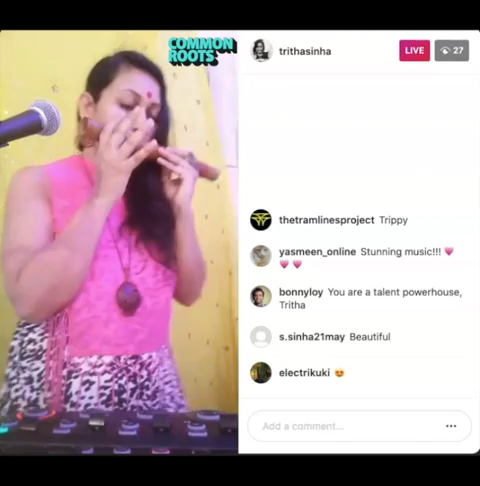 COMMON
ROOTS
trithasinha
LIVE
27
thetramlinesproject Trippy
yasmeen_online Stunning music!!! 💗
💗 💗
bonnyloy You are a talent powerhouse,
Tritha
s.sinha21may Beautiful
electrikuki 😍
Add a comment...